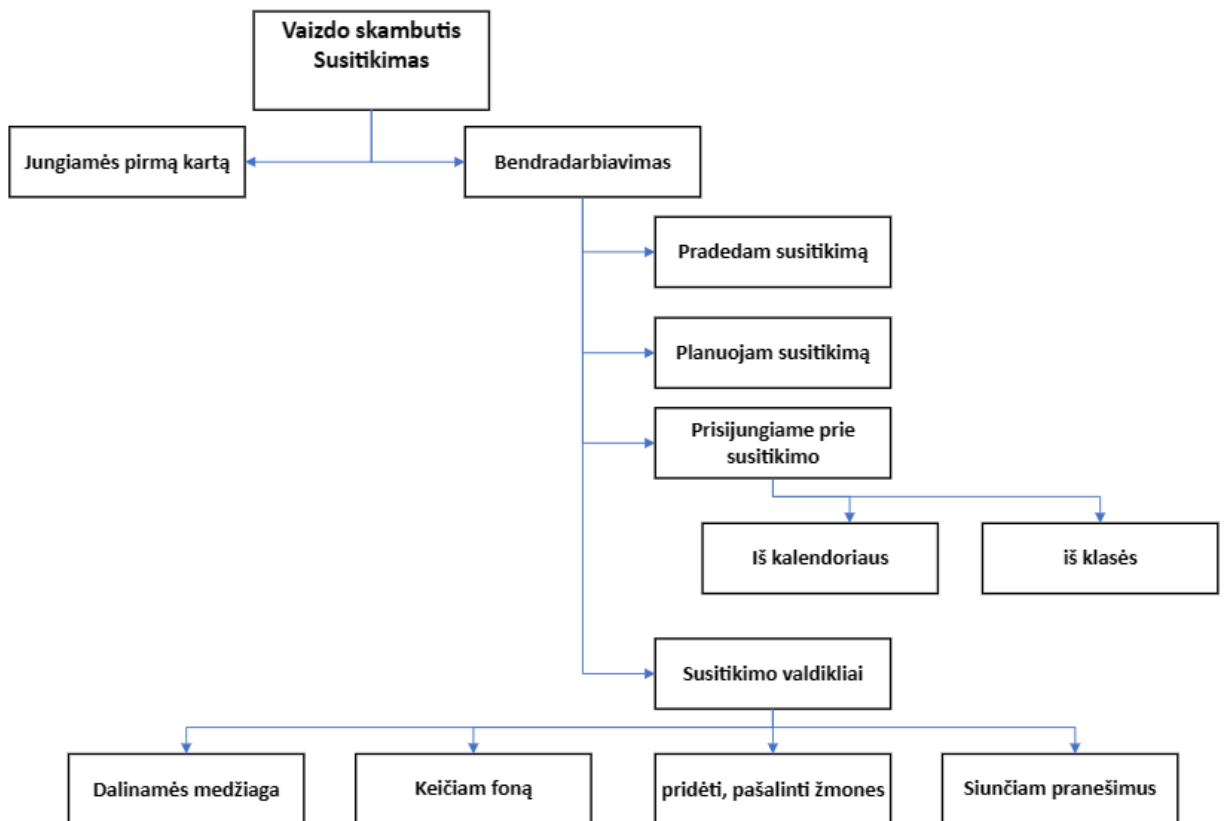 Vaizdo skambutis
Susitikimas
Jungiamės pirmą kartą
Bendradarbiavimas
Pradedam susitikimą
Planuojam susitikimą
Prisijungiame prie
susitikimo
Iš kalendoriaus
iš klasės
Susitikimo valdikliai
Dalinamės medžiaga
Keičiam foną
pridėti, pašalinti žmones
Siunčiam pranešimus